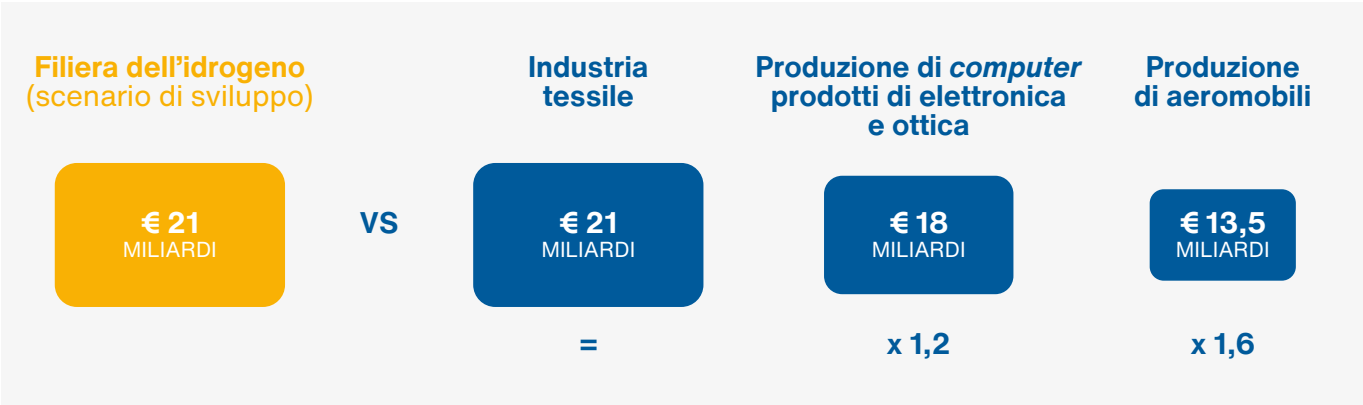 Filiera dell'idrogeno
(scenario di sviluppo)
€ 21
MILIARDI
VS
Industria
tessile
€ 21
MILIARDI
=
Produzione di computer
prodotti di elettronica
e ottica
€ 18
MILIARDI
x 1,2
Produzione
di aeromobili
€ 13,5
MILIARDI
x 1,6